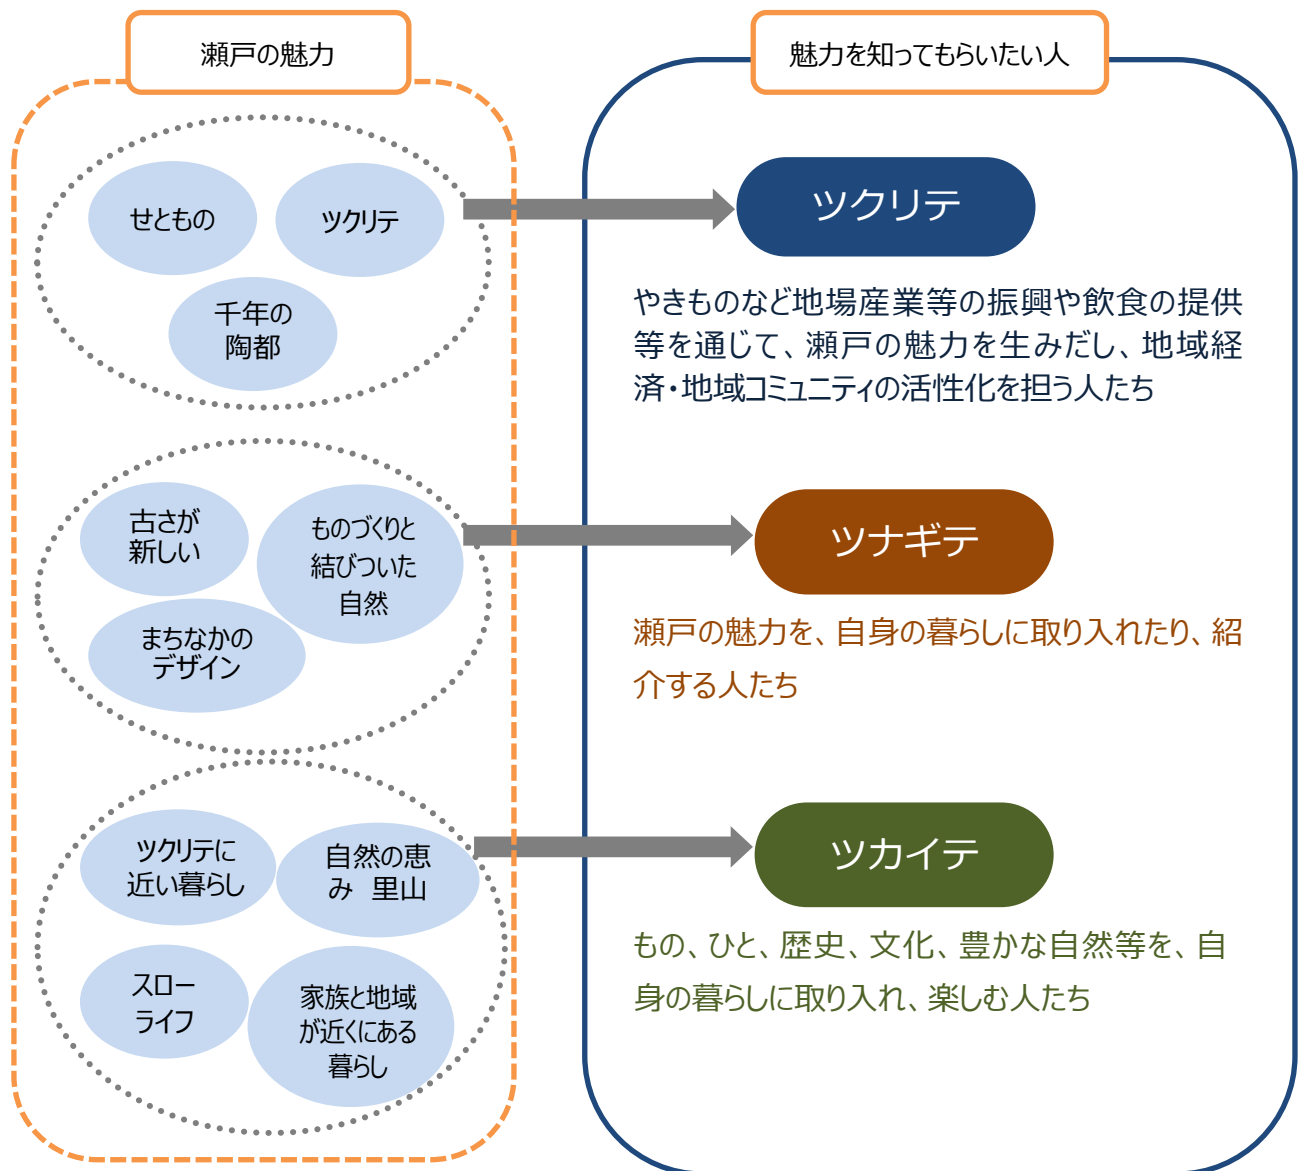 瀬戸の魅力
せともの
ツクリテ
千年の
陶都
古さが
新しい
ものづくりと
結びついた
自然
まちなかの
デザイン
ツクリテに
近い暮らし
自然の恵
み　里山
スロー
ライフ
家族と地域
が近くにある
暮らし
魅力を知ってもらいたい人
ツクリテ
やきものなど地場産業等の振興や飲食の提供
等を通じて、瀬戸の魅力を生みだし、地域経
済・地域コミュニティの活性化を担う人たち
ツナギテ
瀬戸の魅力を、自身の暮らしに取り入れたり、紹
介する人たち
ツカイテ
もの、ひと、歴史、文化、豊かな自然等を、自
身の暮らしに取り入れ、楽しむ人たち